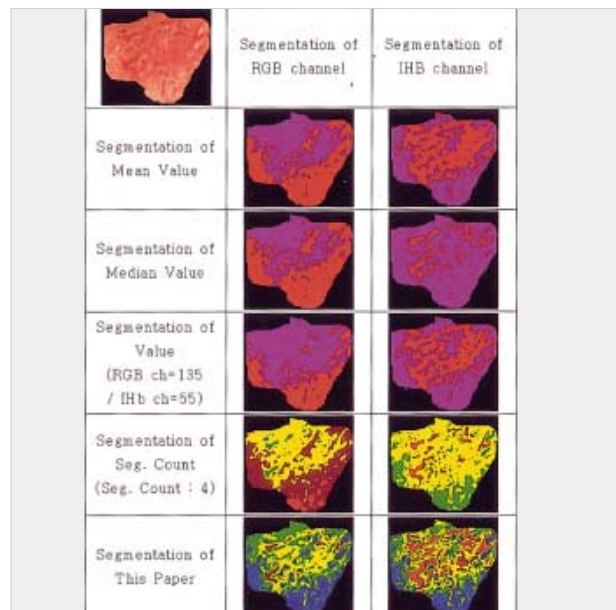 Segmentation of
RGB channel
Segmentation of
IHB channel
Segmentation of
Mean Value
Segmentation of
Median Value
Segmentation of
Value
(RGB ch=135
/ IHb ch=55)
Segmentation of
Seg. Count
(Seg. Count : 4)
Segmentation of
This Paper